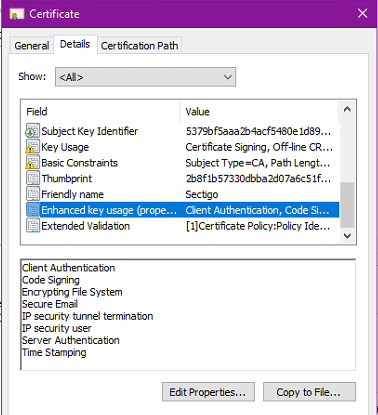 Certificate
General Details Certification Path
Show: <All>
Field Value
Subject Key Identifier 5379bf5aaa2b4acf5480e1d89...
Key Usage Certificate Signing, Off-line CR...
Basic Constraints Subject Type=CA, Path Lengt...
Thumbprint 2b8f1b57330dbba2d07a6c51f...
Friendly name Sectigo
Enhanced key usage (prope... Client Authentication, Code Si...
Extended Validation [1]Certificate Policy:Policy Ide...
Client Authentication
Code Signing
Encrypting File System
Secure Email
IP security tunnel termination
IP security user
Server Authentication
Time Stamping
Edit Properties... Copy to File...